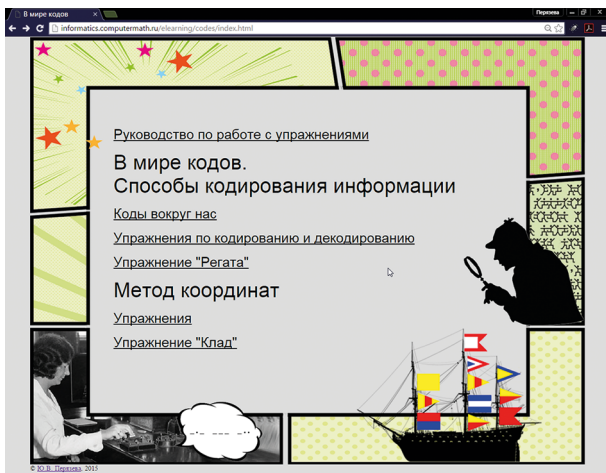 В мире кодов
Перязева
informatics.computermath.ru/elearning/codes/index.html
Руководство по работе с упражнениями
В мире кодов.
Способы кодирования информации
Коды вокруг нас
Упражнения по кодированию и декодированию
Упражнение "Регата"
Метод координат
Упражнения
Упражнение "Клад"
© Ю.В. Перязева, 2015